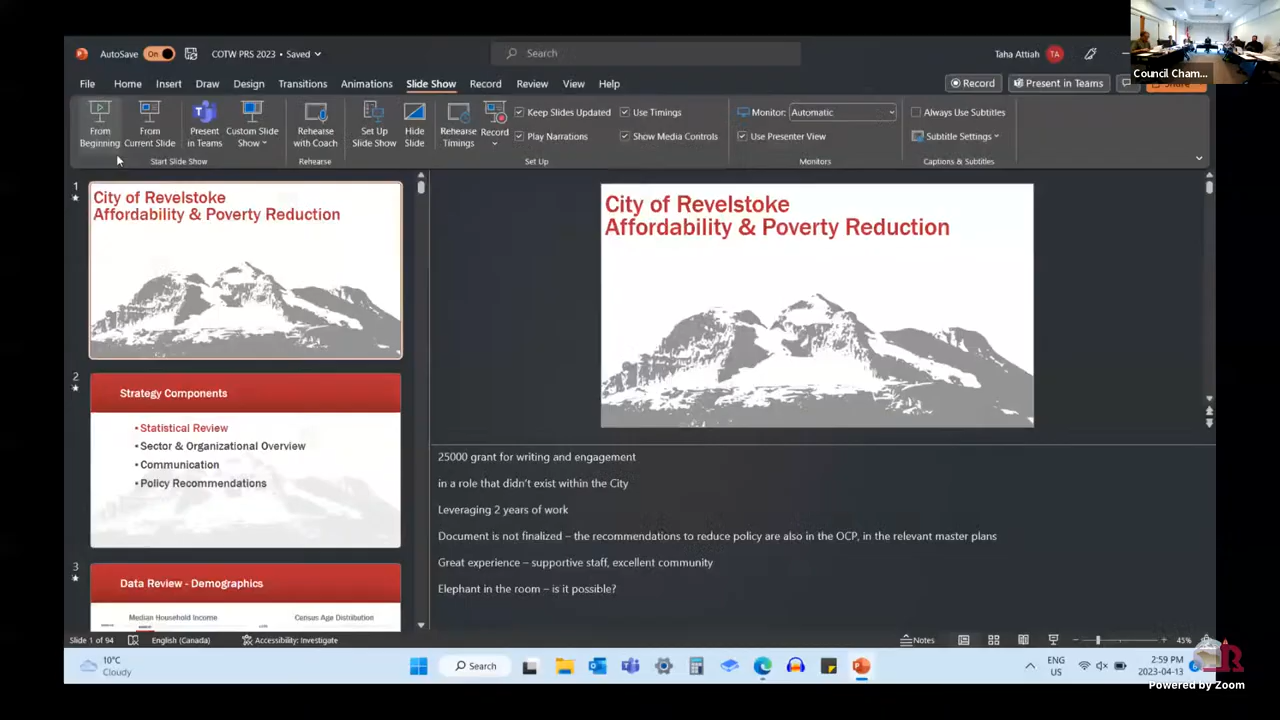 AutoSave On COTW PRS 2023 • Saved Search Taha Attiah TA
Council Cham...
File Home Insert Draw Design Transitions Animations Slide Show Record Review View Help Record Present in Teams Share
From Beginning
From Current Slide
Present in Teams
Custom Slide Show
Rehearse with Coach
Set Up Slide Show
Hide Slide
Rehearse Timings
Record
Keep Slides Updated
Use Timings
Play Narrations
Show Media Controls
Monitor: Automatic
Use Presenter View
Always Use Subtitles
Subtitle Settings
Start Slide Show Rehearse Set Up Monitors Captions & Subtitles
1
City of Revelstoke
Affordability & Poverty Reduction
2
Strategy Components
• Statistical Review
• Sector & Organizational Overview
• Communication
• Policy Recommendations
3
Data Review - Demographics
Median Household Income Census Age Distribution
City of Revelstoke
Affordability & Poverty Reduction
25000 grant for writing and engagement
in a role that didn't exist within the City
Leveraging 2 years of work
Document is not finalized – the recommendations to reduce policy are also in the OCP, in the relevant master plans
Great experience – supportive staff, excellent community
Elephant in the room – is it possible?
Slide 1 of 94 English (Canada) Accessibility: Investigate Notes 45%
10°C
Cloudy
Search
ENG
US
2:59 PM
2023-04-13
Powered by Zoom